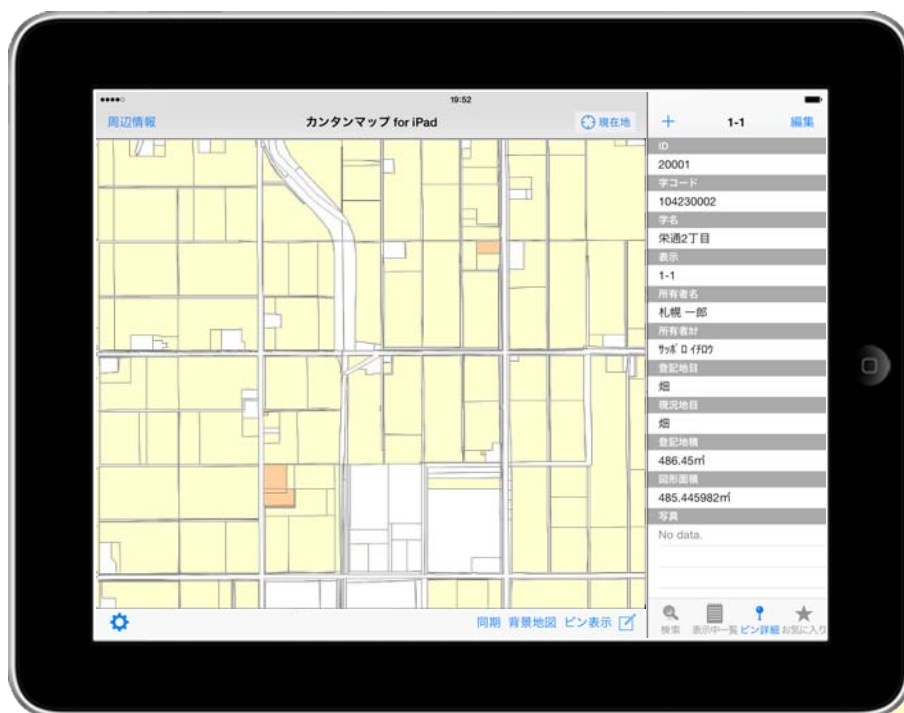 19:52
周辺情報 カンタンマップ for iPad 現在地
+ 1-1 編集
ID
20001
字コード
104230002
字名
栄通2丁目
表示
1-1
所有者名
札幌 一郎
所有者カナ
サッポロ イチロウ
登記地目
畑
現況地目
畑
登記地積
486.45㎡
図形面積
485.445982㎡
写真
No data.
同期 背景地図 ピン表示
検索 表示中一覧 ピン詳細 お気に入り